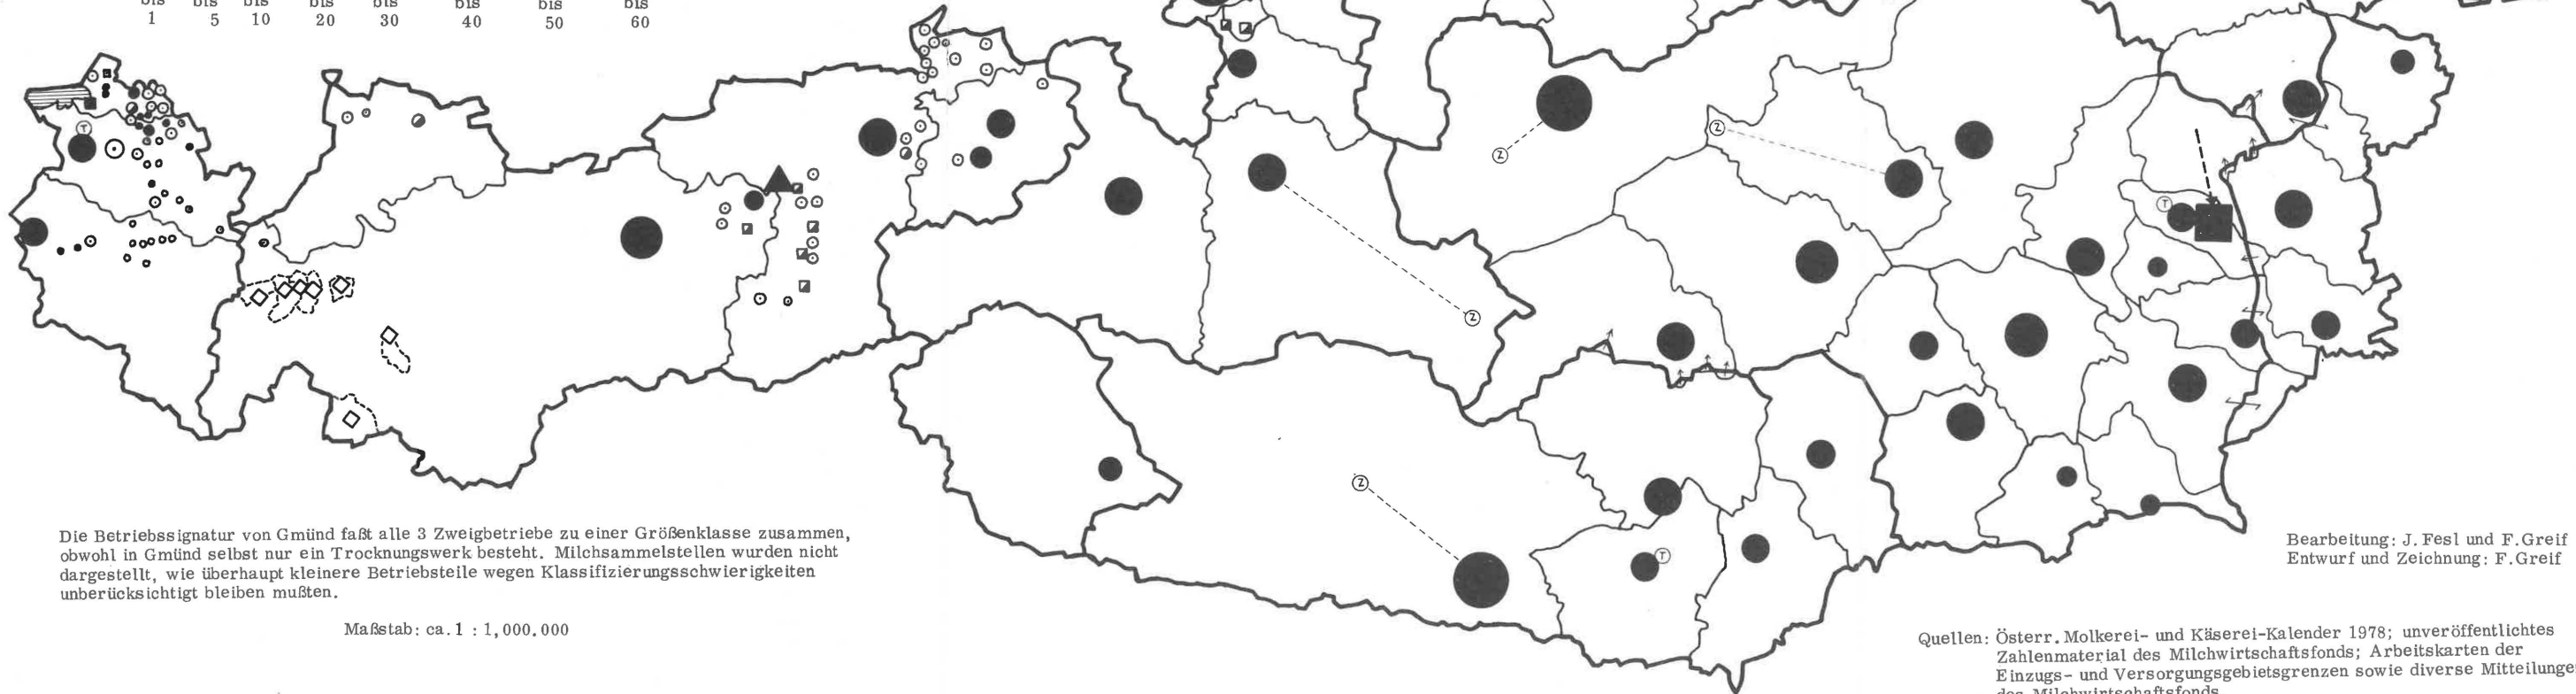 bis bis bis bis bis bis bis bis
1 5 10 20 30 40 50 60
T
Z
Z
T
Z
Z
T
Die Betriebssignatur von Gmünd faßt alle 3 Zweigbetriebe zu einer Größenklasse zusammen,
obwohl in Gmünd selbst nur ein Trocknungswerk besteht. Milchsammelstellen wurden nicht
dargestellt, wie überhaupt kleinere Betriebsteile wegen Klassifizierungsschwierigkeiten
unberücksichtigt bleiben mußten.
Maßstab: ca. 1 : 1,000.000
Bearbeitung: J. Fesl und F. Greif
Entwurf und Zeichnung: F. Greif
Quellen: Österr. Molkerei- und Käserei-Kalender 1978; unveröffentlichtes
Zahlenmaterial des Milchwirtschaftsfonds; Arbeitskarten der
Einzugs- und Versorgungsgebietsgrenzen sowie diverse Mitteilunge
des Milchwirtschaftsfonds